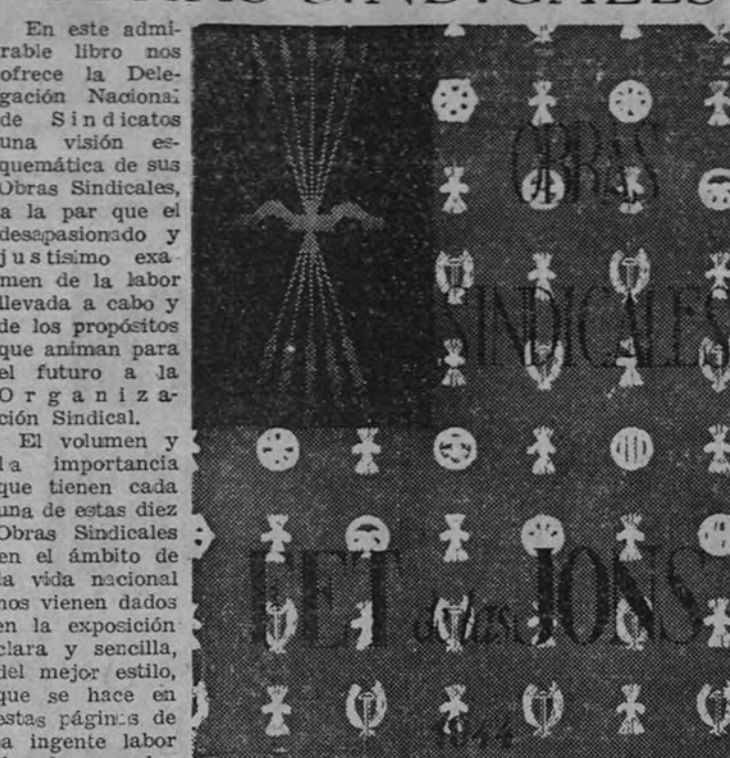 OBRAS SINDICALES
En este admi-
rable libro nos
ofrece la Dele-
gación Nacional
de Sindicatos
una visión es-
quemática de sus
Obras Sindicales,
a la par que el
desapasionado y
justísimo exa-
men de la labor
llevada a cabo y
de los propósitos
que animan para
el futuro a la
Organiza-
ción Sindical.
El volumen y
la importancia
que tienen cada
una de estas diez
Obras Sindicales
en el ámbito de
la vida nacional
nos vienen dados
en la exposición
clara y sencilla,
del mejor estilo,
que se hace en
estas páginas de
la ingente labor
OBRAS
SINDICALES
FET de las JONS
1944